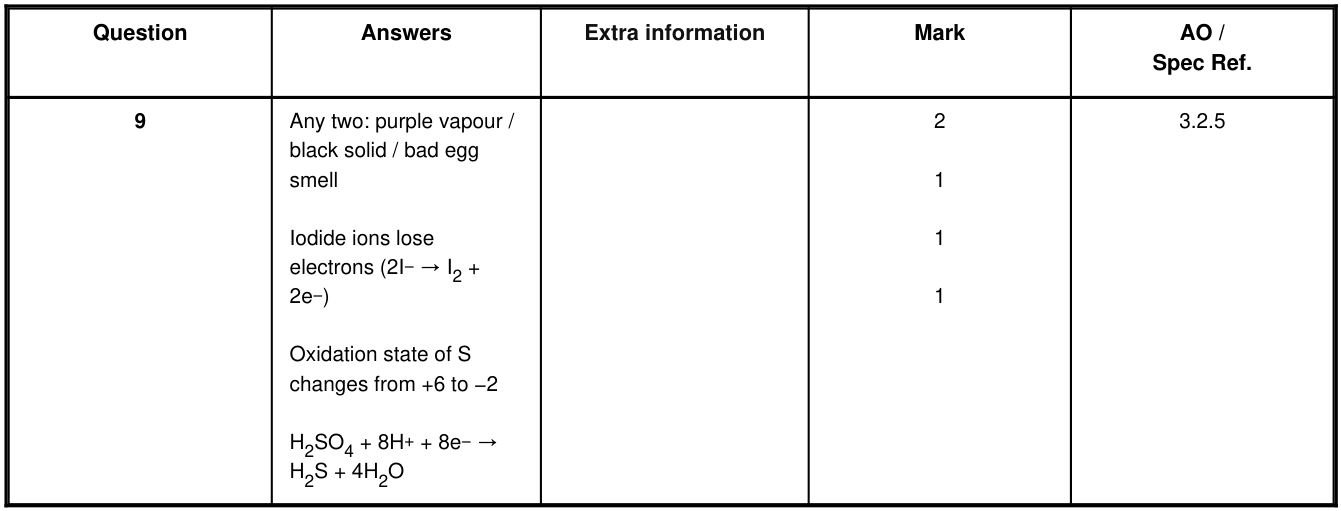 Question Answers Extra information Mark AO /
Spec Ref.
9 Any two: purple vapour / 2 3.2.5
black solid / bad egg
smell 1
Iodide ions lose 1
electrons (2I⁻ → I₂ +
2e⁻) 1
Oxidation state of S
changes from +6 to −2
H₂SO₄ + 8H⁺ + 8e⁻ →
H₂S + 4H₂O